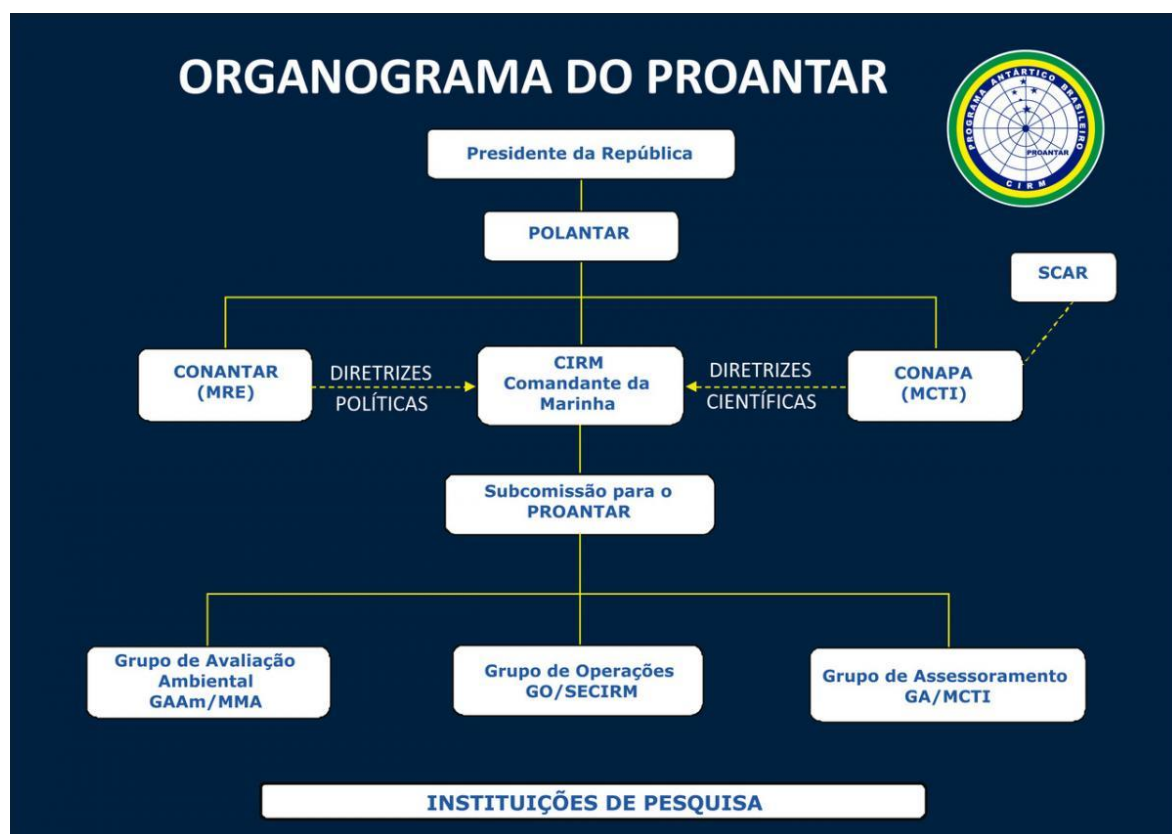 ORGANOGRAMA DO PROANTAR
PROGRAMA ANTÁRTICO BRASILEIRO
PROANTAR
CIRM
Presidente da República
POLANTAR
SCAR
CONANTAR
(MRE)
DIRETRIZES
POLÍTICAS
CIRM
Comandante da
Marinha
DIRETRIZES
CIENTÍFICAS
CONAPA
(MCTI)
Subcomissão para o
PROANTAR
Grupo de Avaliação
Ambiental
GAAm/MMA
Grupo de Operações
GO/SECIRM
Grupo de Assessoramento
GA/MCTI
INSTITUIÇÕES DE PESQUISA